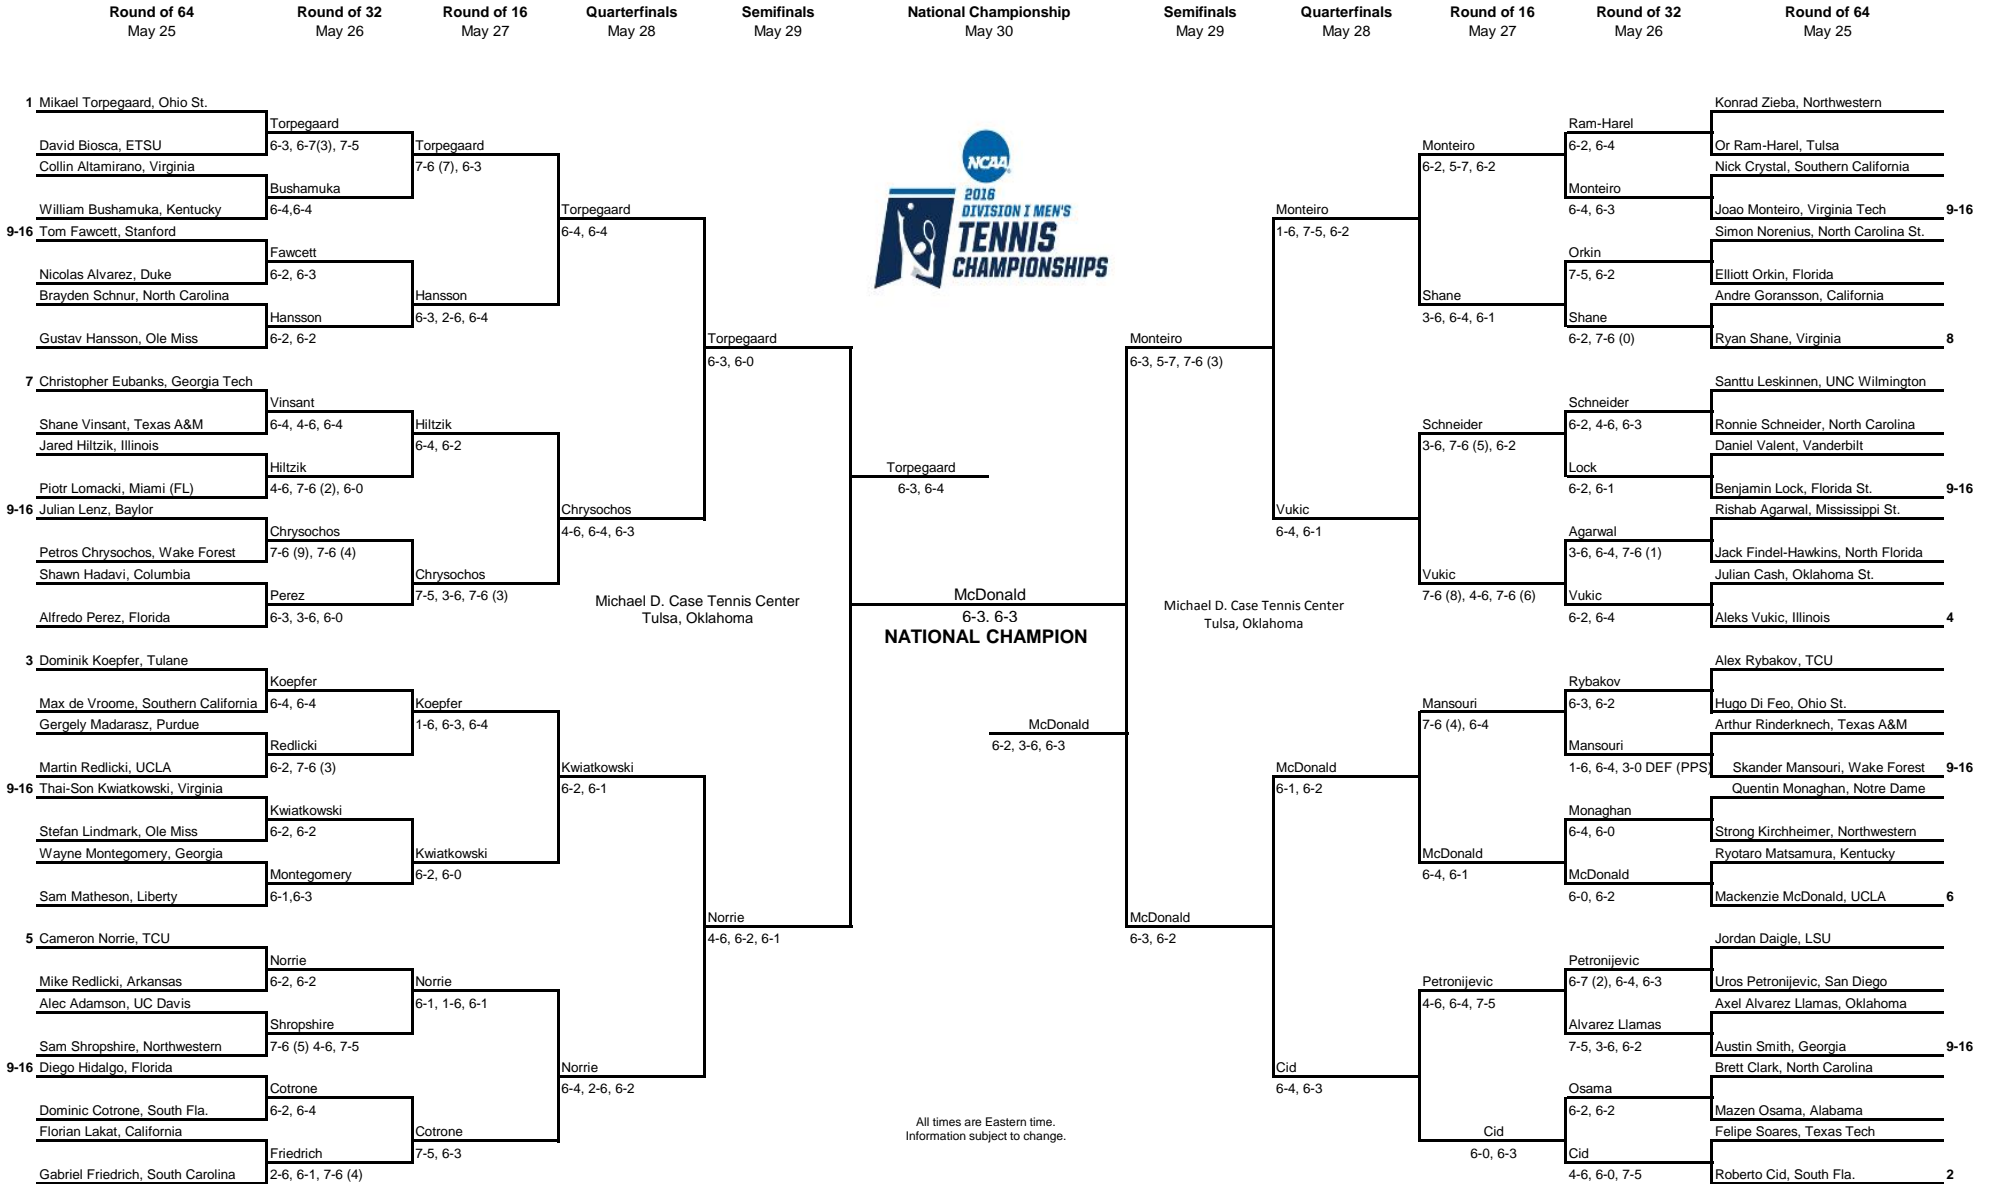 Round of 64 Round of 32 Round of 16 Quarterfinals Semifinals National Championship Semifinals Quarterfinals Round of 16 Round of 32 Round of 64
May 25 May 26 May 27 May 28 May 29 May 30 May 29 May 28 May 27 May 26 May 25
1 Mikael Torpegaard, Ohio St.
Torpegaard
David Biosca, ETSU
6-3, 6-7(3), 7-5
Torpegaard
Collin Altamirano, Virginia
7-6 (7), 6-3
Bushamuka
William Bushamuka, Kentucky
6-4,6-4
Torpegaard
9-16 Tom Fawcett, Stanford
6-4, 6-4
Fawcett
Nicolas Alvarez, Duke
6-2, 6-3
Brayden Schnur, North Carolina
Hansson
Hansson
6-3, 2-6, 6-4
Gustav Hansson, Ole Miss
6-2, 6-2
Torpegaard
6-3, 6-0
7 Christopher Eubanks, Georgia Tech
Vinsant
Shane Vinsant, Texas A&M
6-4, 4-6, 6-4
Hiltzik
Jared Hiltzik, Illinois
6-4, 6-2
Hiltzik
Piotr Lomacki, Miami (FL)
4-6, 7-6 (2), 6-0
9-16 Julian Lenz, Baylor
Chrysochos
4-6, 6-4, 6-3
Chrysochos
Petros Chrysochos, Wake Forest
7-6 (9), 7-6 (4)
Shawn Hadavi, Columbia
Chrysochos
Perez
7-5, 3-6, 7-6 (3)
Alfredo Perez, Florida
6-3, 3-6, 6-0
Michael D. Case Tennis Center
Tulsa, Oklahoma
3 Dominik Koepfer, Tulane
Koepfer
Max de Vroome, Southern California
6-4, 6-4
Koepfer
Gergely Madarasz, Purdue
1-6, 6-3, 6-4
Redlicki
Martin Redlicki, UCLA
6-2, 7-6 (3)
Kwiatkowski
9-16 Thai-Son Kwiatkowski, Virginia
6-2, 6-1
Kwiatkowski
Stefan Lindmark, Ole Miss
6-2, 6-2
Wayne Montegomery, Georgia
Kwiatkowski
Montegomery
6-2, 6-0
Sam Matheson, Liberty
6-1,6-3
Norrie
4-6, 6-2, 6-1
5 Cameron Norrie, TCU
Norrie
Mike Redlicki, Arkansas
6-2, 6-2
Norrie
Alec Adamson, UC Davis
6-1, 1-6, 6-1
Shropshire
Sam Shropshire, Northwestern
7-6 (5) 4-6, 7-5
9-16 Diego Hidalgo, Florida
Norrie
6-4, 2-6, 6-2
Cotrone
Dominic Cotrone, South Fla.
6-2, 6-4
Florian Lakat, California
Cotrone
Friedrich
7-5, 6-3
Gabriel Friedrich, South Carolina
2-6, 6-1, 7-6 (4)
NCAA
2016
DIVISION I MEN'S
TENNIS
CHAMPIONSHIPS
Torpegaard
6-3, 6-4
McDonald
6-3. 6-3
NATIONAL CHAMPION
McDonald
6-2, 3-6, 6-3
All times are Eastern time.
Information subject to change.
Konrad Zieba, Northwestern
Ram-Harel
Monteiro
6-2, 6-4
Or Ram-Harel, Tulsa
6-2, 5-7, 6-2
Nick Crystal, Southern California
Monteiro
Monteiro
6-4, 6-3
Joao Monteiro, Virginia Tech 9-16
1-6, 7-5, 6-2
Simon Norenius, North Carolina St.
Orkin
7-5, 6-2
Elliott Orkin, Florida
Shane
Andre Goransson, California
3-6, 6-4, 6-1
Shane
Monteiro
6-2, 7-6 (0)
Ryan Shane, Virginia 8
6-3, 5-7, 7-6 (3)
Santtu Leskinnen, UNC Wilmington
Schneider
Schneider
6-2, 4-6, 6-3
Ronnie Schneider, North Carolina
3-6, 7-6 (5), 6-2
Daniel Valent, Vanderbilt
Lock
6-2, 6-1
Benjamin Lock, Florida St. 9-16
Vukic
Rishab Agarwal, Mississippi St.
6-4, 6-1
Agarwal
3-6, 6-4, 7-6 (1)
Jack Findel-Hawkins, North Florida
Vukic
Julian Cash, Oklahoma St.
7-6 (8), 4-6, 7-6 (6)
Vukic
6-2, 6-4
Aleks Vukic, Illinois 4
Michael D. Case Tennis Center
Tulsa, Oklahoma
Alex Rybakov, TCU
Rybakov
Mansouri
6-3, 6-2
Hugo Di Feo, Ohio St.
7-6 (4), 6-4
Arthur Rinderknech, Texas A&M
Mansouri
McDonald
1-6, 6-4, 3-0 DEF (PPS)
Skander Mansouri, Wake Forest 9-16
6-1, 6-2
Quentin Monaghan, Notre Dame
Monaghan
6-4, 6-0
Strong Kirchheimer, Northwestern
McDonald
Ryotaro Matsamura, Kentucky
6-4, 6-1
McDonald
6-0, 6-2
Mackenzie McDonald, UCLA 6
McDonald
6-3, 6-2
Jordan Daigle, LSU
Petronijevic
Petronijevic
6-7 (2), 6-4, 6-3
Uros Petronijevic, San Diego
4-6, 6-4, 7-5
Axel Alvarez Llamas, Oklahoma
Alvarez Llamas
7-5, 3-6, 6-2
Austin Smith, Georgia 9-16
Cid
Brett Clark, North Carolina
6-4, 6-3
Osama
6-2, 6-2
Mazen Osama, Alabama
Cid
Felipe Soares, Texas Tech
6-0, 6-3
Cid
4-6, 6-0, 7-5
Roberto Cid, South Fla. 2